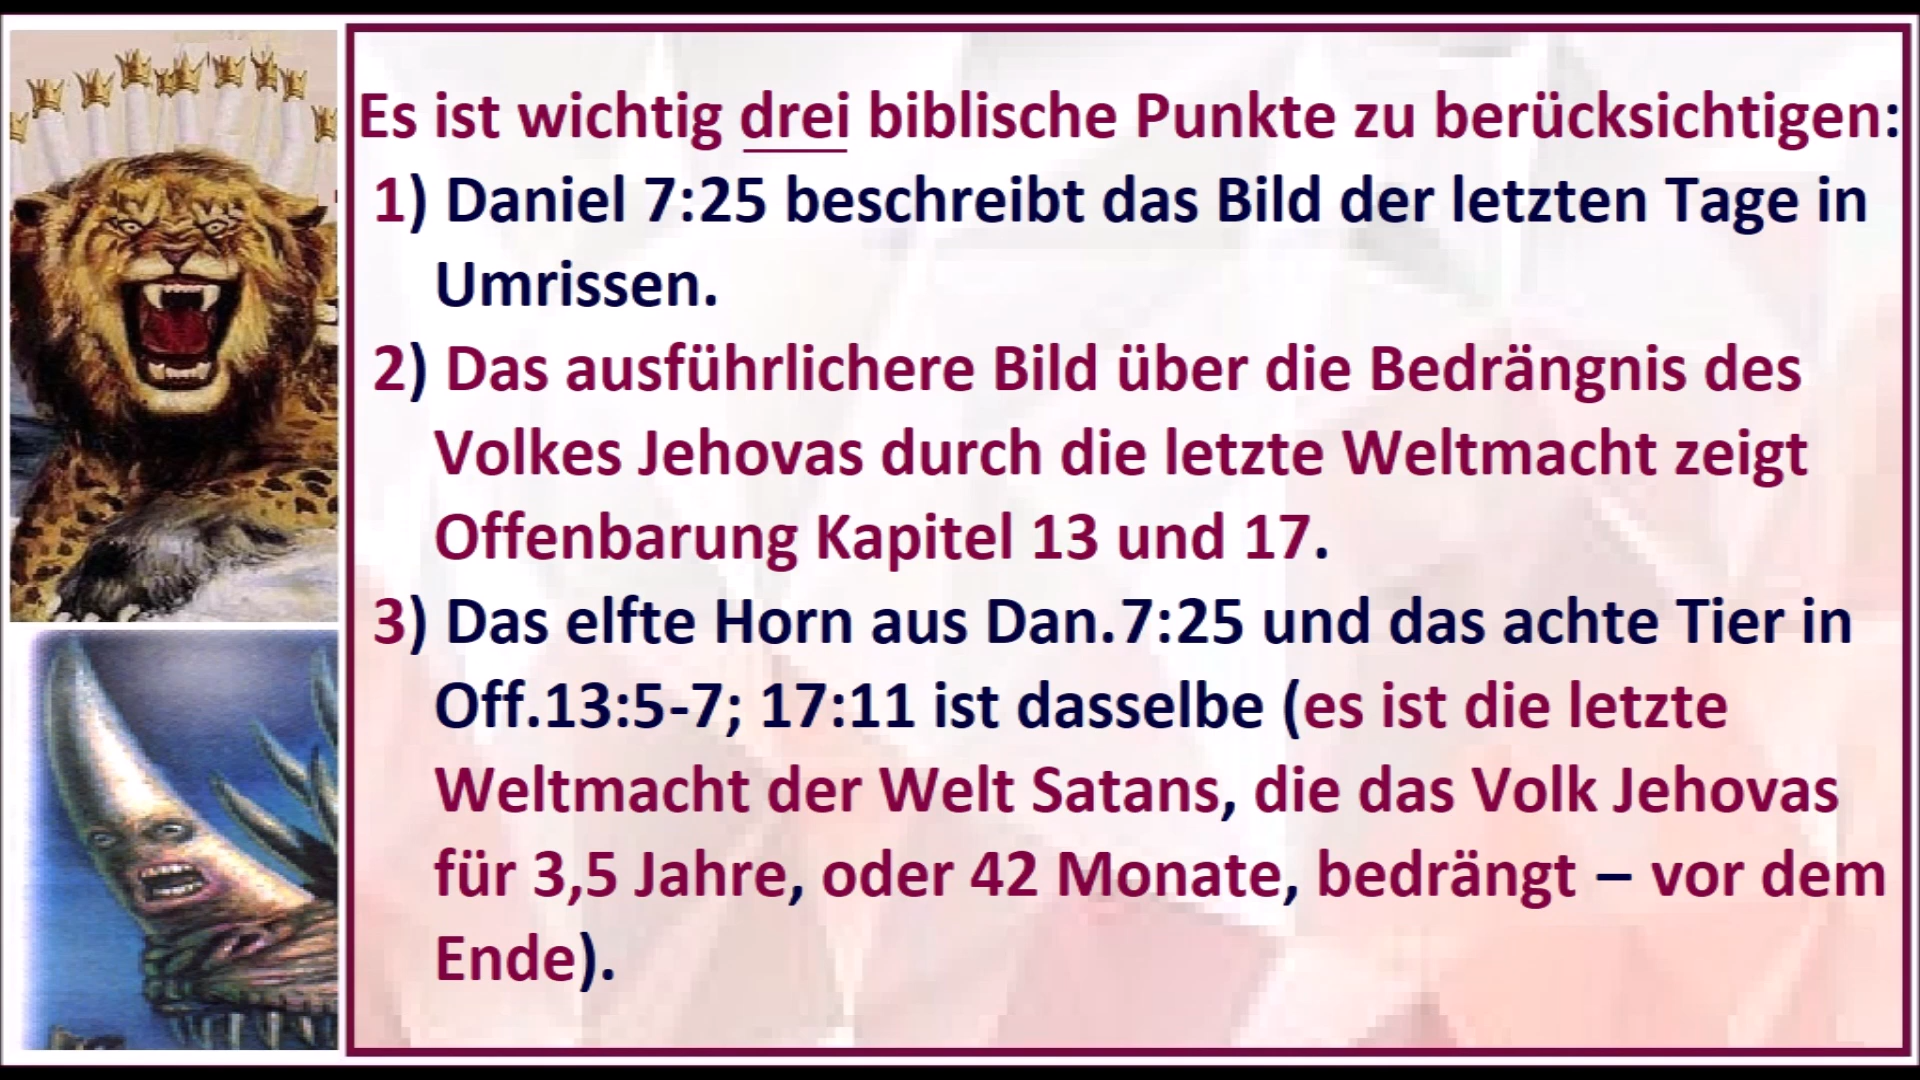 Es ist wichtig drei biblische Punkte zu berücksichtigen:
1) Daniel 7:25 beschreibt das Bild der letzten Tage in
Umrissen.
2) Das ausführlichere Bild über die Bedrängnis des
Volkes Jehovas durch die letzte Weltmacht zeigt
Offenbarung Kapitel 13 und 17.
3) Das elfte Horn aus Dan.7:25 und das achte Tier in
Off.13:5-7; 17:11 ist dasselbe (es ist die letzte
Weltmacht der Welt Satans, die das Volk Jehovas
für 3,5 Jahre, oder 42 Monate, bedrängt – vor dem
Ende).